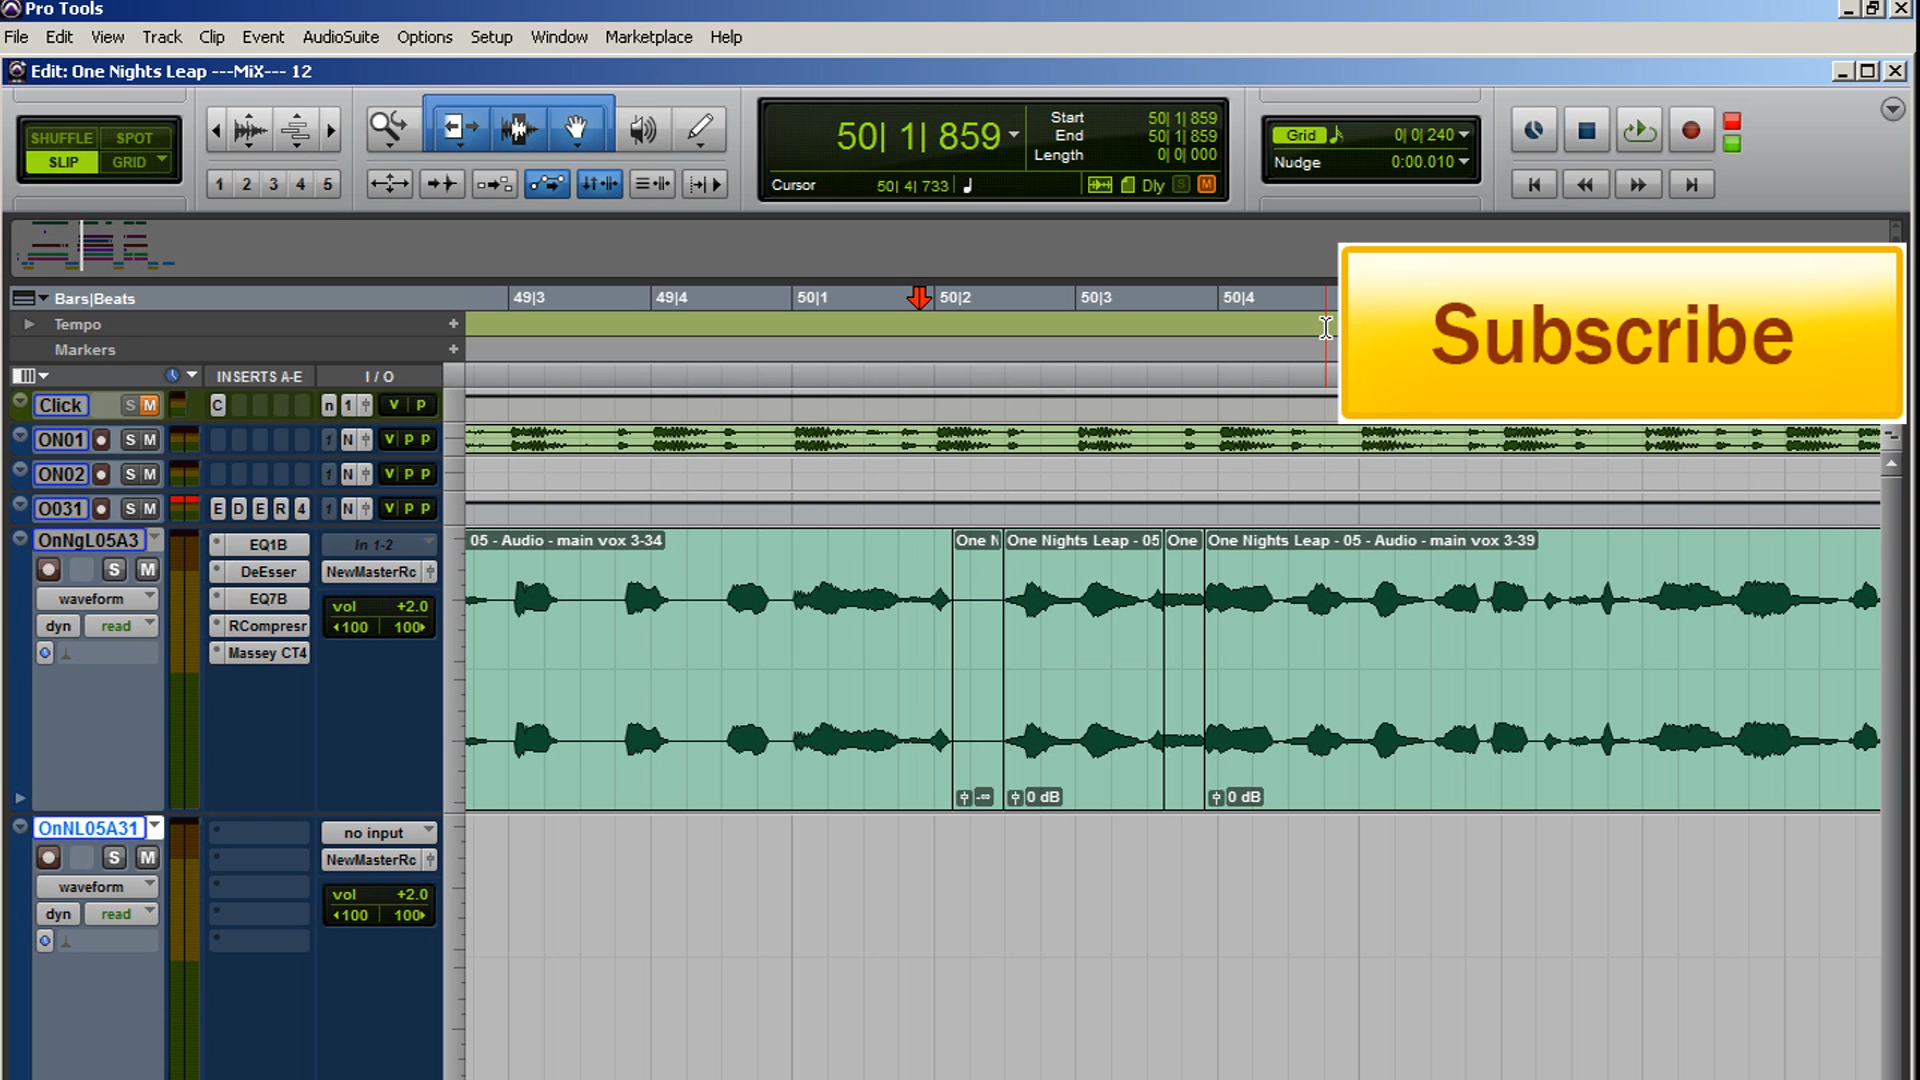 Pro Tools
File Edit View Track Clip Event AudioSuite Options Setup Window Marketplace Help
Edit: One Nights Leap ---MiX--- 12
SHUFFLE SPOT
SLIP GRID
1 2 3 4 5
50| 1| 859
Start 50| 1| 859
End 50| 1| 859
Length 0| 0| 000
Cursor 50| 4| 733
Dly S M
Grid 0| 0| 240
Nudge 0:00.010
Bars|Beats 49|3 49|4 50|1 50|2 50|3 50|4
Subscribe
Tempo +
Markers +
INSERTS A-E I / O
Click S M C n 1 V P
ON01 S M N V P P
ON02 S M N V P P
O031 S M E D E R 4 N V P P
OnNgL05A3 EQ1B In 1-2 05 - Audio - main vox 3-34 One N One Nights Leap - 05 One One Nights Leap - 05 - Audio - main vox 3-39
S M DeEsser NewMasterRc
waveform EQ7B vol +2.0
dyn read RCompresr 100 100
Massey CT4
-∞ 0 dB 0 dB
OnNL05A31 no input
S M NewMasterRc
waveform vol +2.0
dyn read 100 100